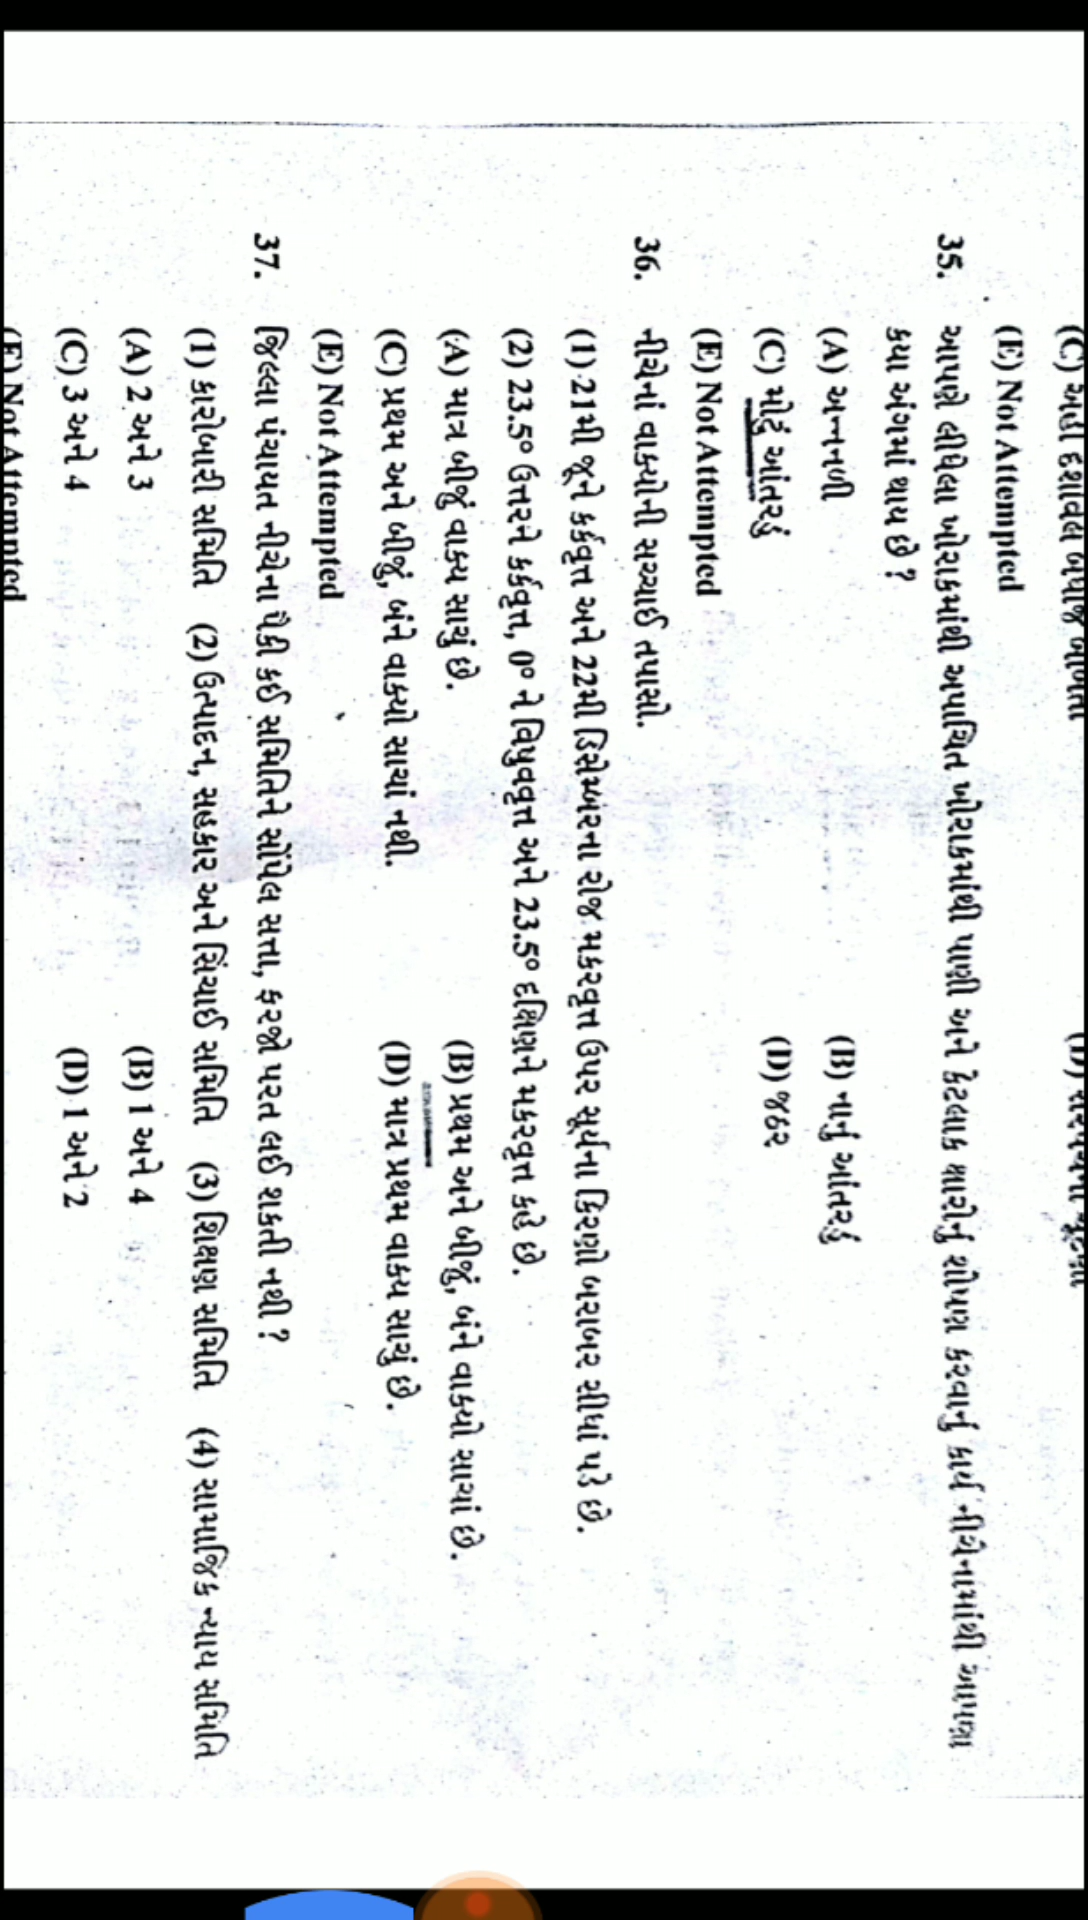 (E) Not Attempted
35. આપણે લીધેલા ખોરાકમાંથી અપાચિત ખોરાકમાંથી પાણી અને કેટલાક ક્ષારોનું શોષણ કરવાનું કાર્ય નીચેનામાંથી આપણા
કયા અંગમાં થાય છે ?
(A) અન્નનળી (B) નાનું આંતરડું
(C) મોટું આંતરડું (D) જઠર
(E) Not Attempted
36. નીચેનાં વાક્યોની સચ્ચાઈ તપાસો.
(1) 21મી જૂને કર્કવૃત્ત અને 22મી ડિસેમ્બરના રોજ મકરવૃત્ત ઉપર સૂર્યના કિરણો બરાબર સીધાં પડે છે.
(2) 23.5° ઉત્તરને કર્કવૃત્ત, 0° ને વિષુવવૃત્ત અને 23.5° દક્ષિણને મકરવૃત્ત કહે છે.
(A) માત્ર બીજું વાક્ય સાચું છે. (B) પ્રથમ અને બીજું, બંને વાક્યો સાચાં છે.
(C) પ્રથમ અને બીજું, બંને વાક્યો સાચાં નથી. (D) માત્ર પ્રથમ વાક્ય સાચું છે.
(E) Not Attempted
37. જિલ્લા પંચાયત નીચેના પૈકી કઈ સમિતિને સોંપેલ સત્તા, ફરજો પરત લઈ શકતી નથી ?
(1) કારોબારી સમિતિ (2) ઉત્પાદન, સહકાર અને સિંચાઈ સમિતિ (3) શિક્ષણ સમિતિ (4) સામાજિક ન્યાય સમિતિ
(A) 2 અને 3 (B) 1 અને 4
(C) 3 અને 4 (D) 1 અને 2
(E) Not Attempted